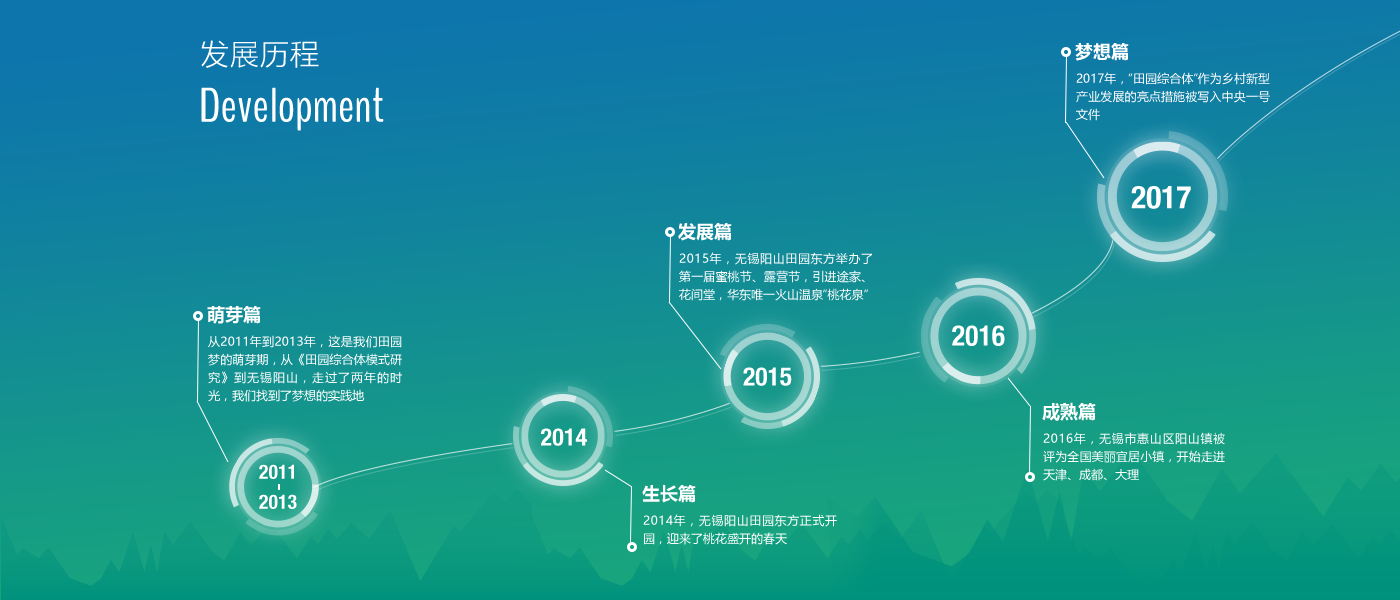 发展历程
Development
萌芽篇
从2011年到2013年，这是我们田园
梦的萌芽期，从《田园综合体模式研
究》到无锡阳山，走过了两年的时
光，我们找到了梦想的实践地
2011
-
2013
2014
生长篇
2014年，无锡阳山田园东方正式开
园，迎来了桃花盛开的春天
发展篇
2015年，无锡阳山田园东方举办了
第一届蜜桃节、露营节，引进途家、
花间堂，华东唯一火山温泉“桃花泉”
2015
2016
成熟篇
2016年，无锡市惠山区阳山镇被
评为全国美丽宜居小镇，开始走进
天津、成都、大理
梦想篇
2017年，“田园综合体”作为乡村新型
产业发展的亮点措施被写入中央一号
文件
2017